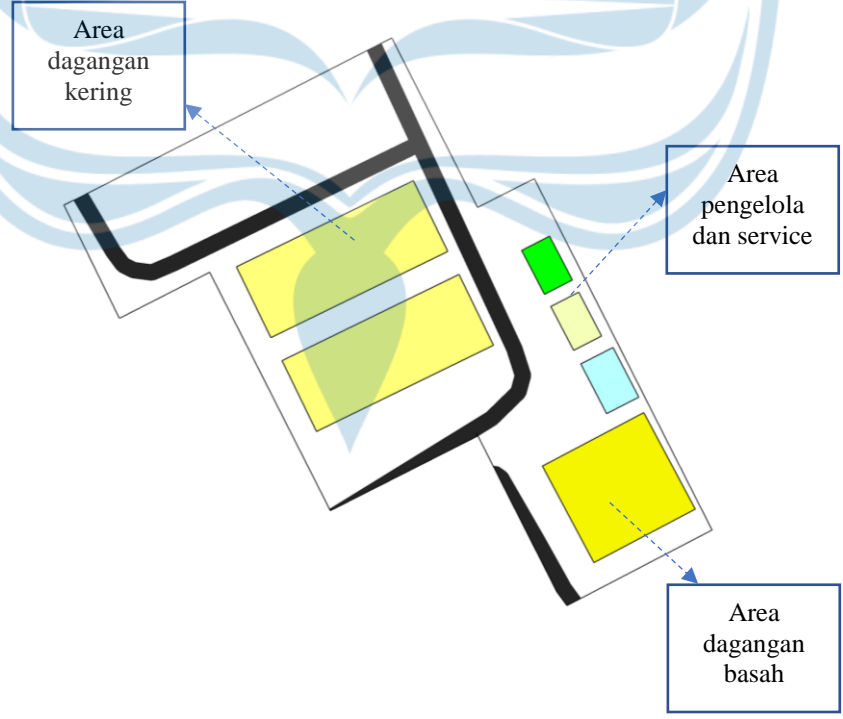 Area
dagangan
kering
Area
pengelola
dan service
Area
dagangan
basah